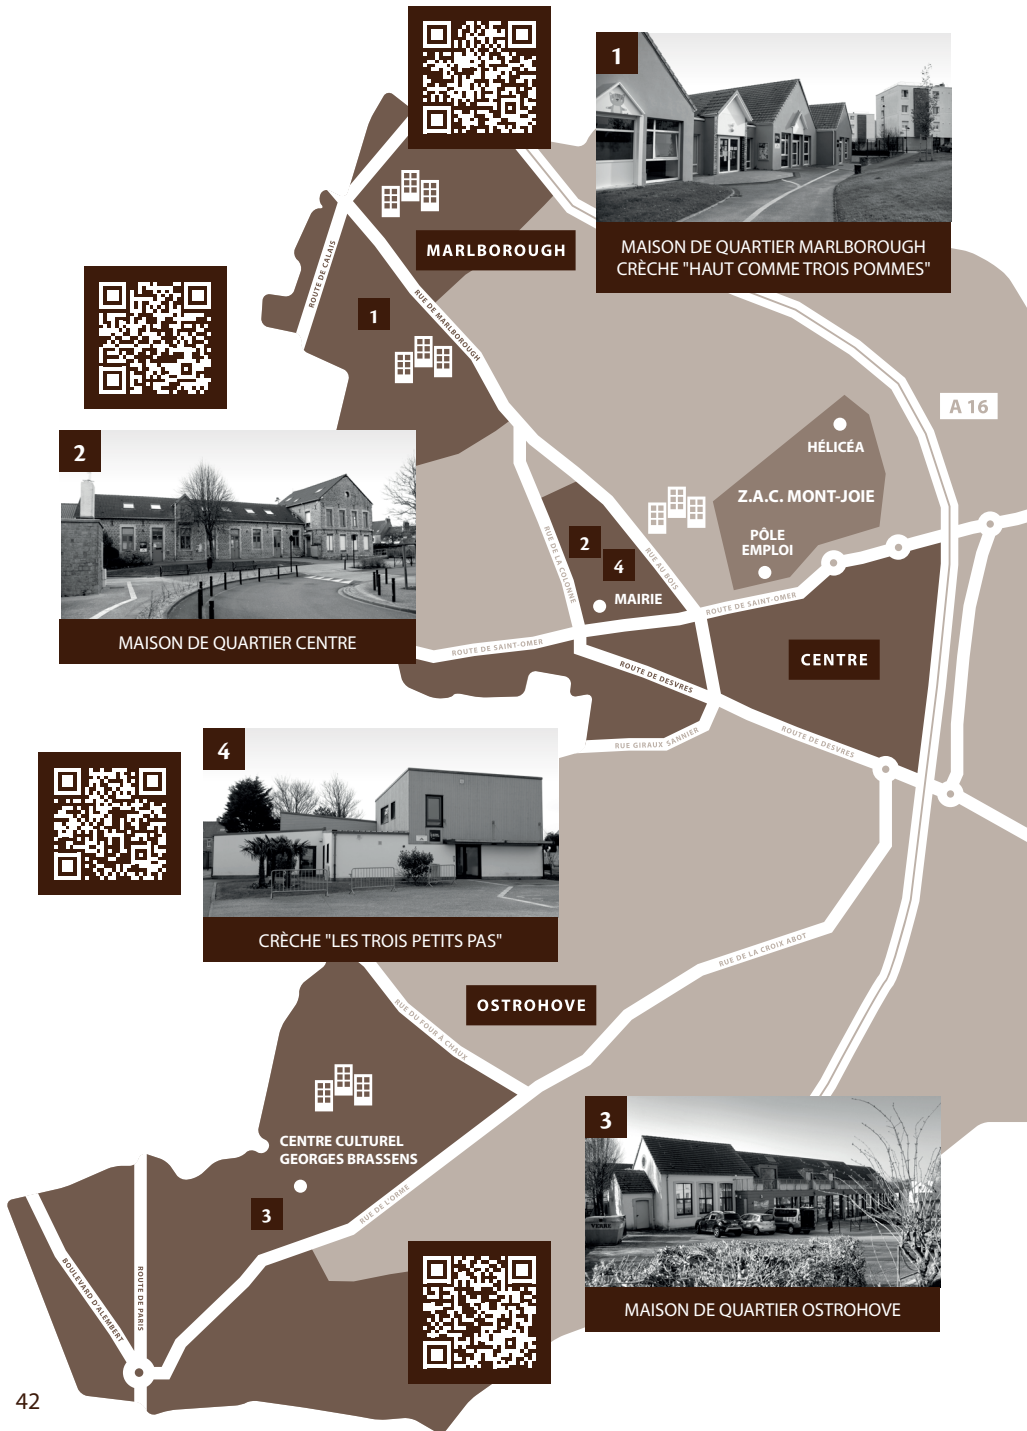 1
MAISON DE QUARTIER MARLBOROUGH
CRÈCHE "HAUT COMME TROIS POMMES"
MARLBOROUGH
ROUTE DE CALAIS
RUE DE MARLBOROUGH
1
A 16
2
MAISON DE QUARTIER CENTRE
HÉLICÉA
Z.A.C. MONT-JOIE
PÔLE
EMPLOI
RUE DE LA COLONNE
2
4
RUE AU BOIS
MAIRIE
ROUTE DE SAINT-OMER
ROUTE DE SAINT-OMER
CENTRE
ROUTE DE DESVRES
ROUTE DE DESVRES
RUE GIRAUX SANNIER
4
CRÈCHE "LES TROIS PETITS PAS"
RUE DE LA CROIX ABOT
OSTROHOVE
RUE DU FOUR À CHAUX
CENTRE CULTUREL
GEORGES BRASSENS
3
RUE DE L'ORME
3
VERRE
MAISON DE QUARTIER OSTROHOVE
BOULEVARD D'ALEMBERT
ROUTE DE PARIS
42